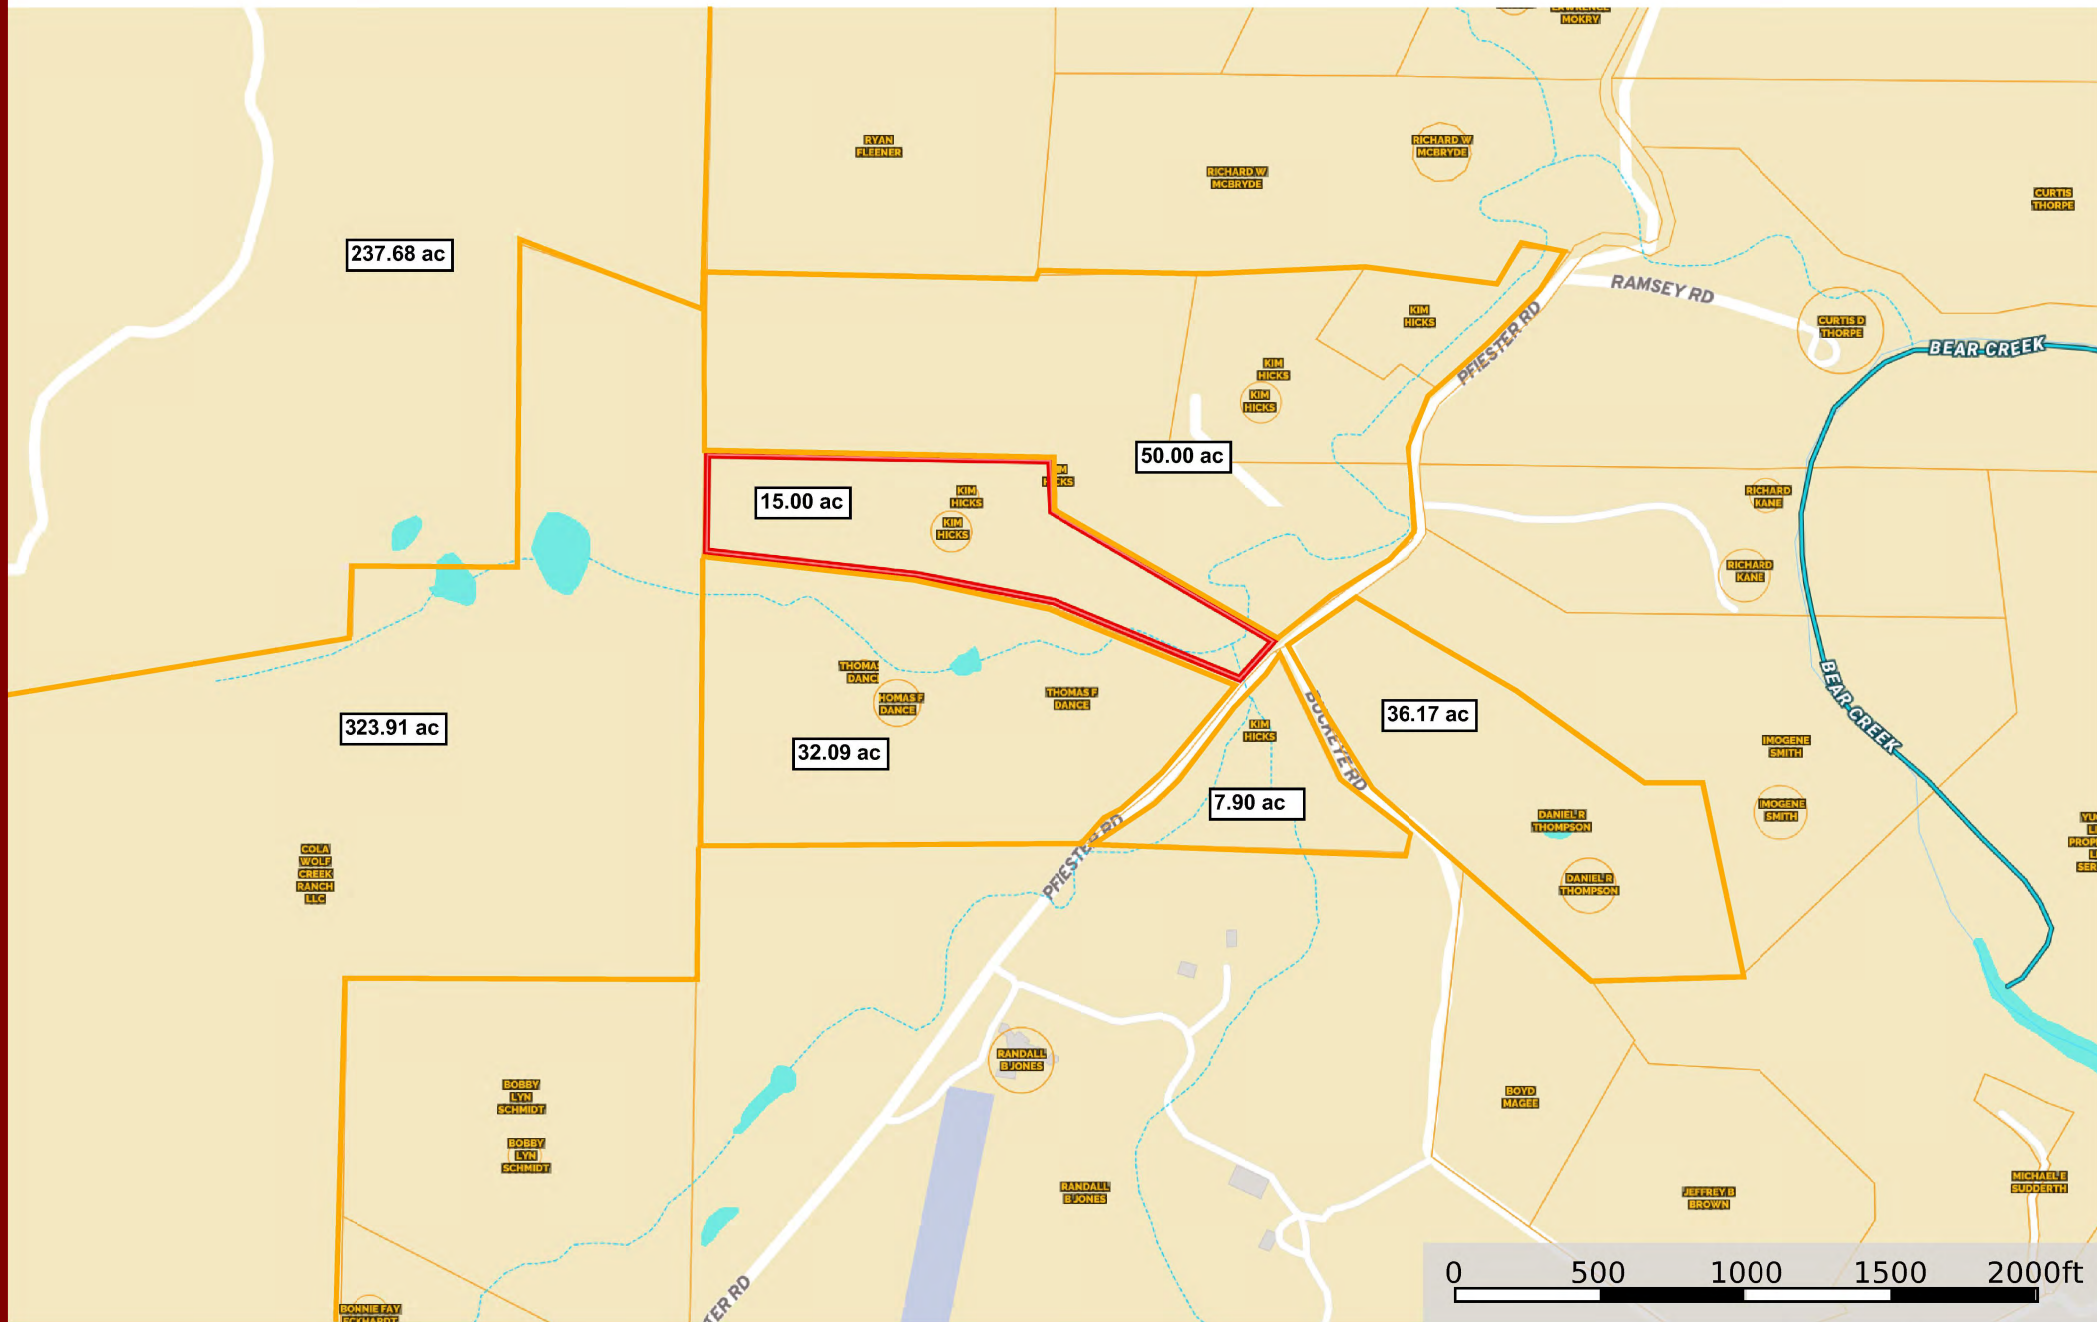 LAWRENCE
MOKRY
RYAN
FLEENER
RICHARD W
MCBRYDE
RICHARD W
MCBRYDE
CURTIS
THORPE
237.68 ac
RAMSEY RD
KIM
HICKS
CURTIS D
THORPE
PFIESTER RD
BEAR CREEK
KIM
HICKS
KIM
HICKS
50.00 ac
HICKS
15.00 ac
KIM
HICKS
KIM
HICKS
RICHARD
KANE
RICHARD
KANE
THOMAS
DANCE
THOMAS F
DANCE
THOMAS F
DANCE
BEAR CREEK
323.91 ac
32.09 ac
KIM
HICKS
BUCKEYE RD
36.17 ac
IMOGENE
SMITH
7.90 ac
IMOGENE
SMITH
DANIEL R
THOMPSON
PFIESTER RD
COLA
WOLF
CREEK
RANCH
LLC
DANIEL R
THOMPSON
RANDALL
B JONES
BOBBY
LYN
SCHMIDT
BOYD
MAGEE
BOBBY
LYN
SCHMIDT
RANDALL
B JONES
JEFFREY B
BROWN
MICHAEL E
SUDDERTH
0 500 1000 1500 2000ft
BONNIE FAY
ECKHARDT
TER RD